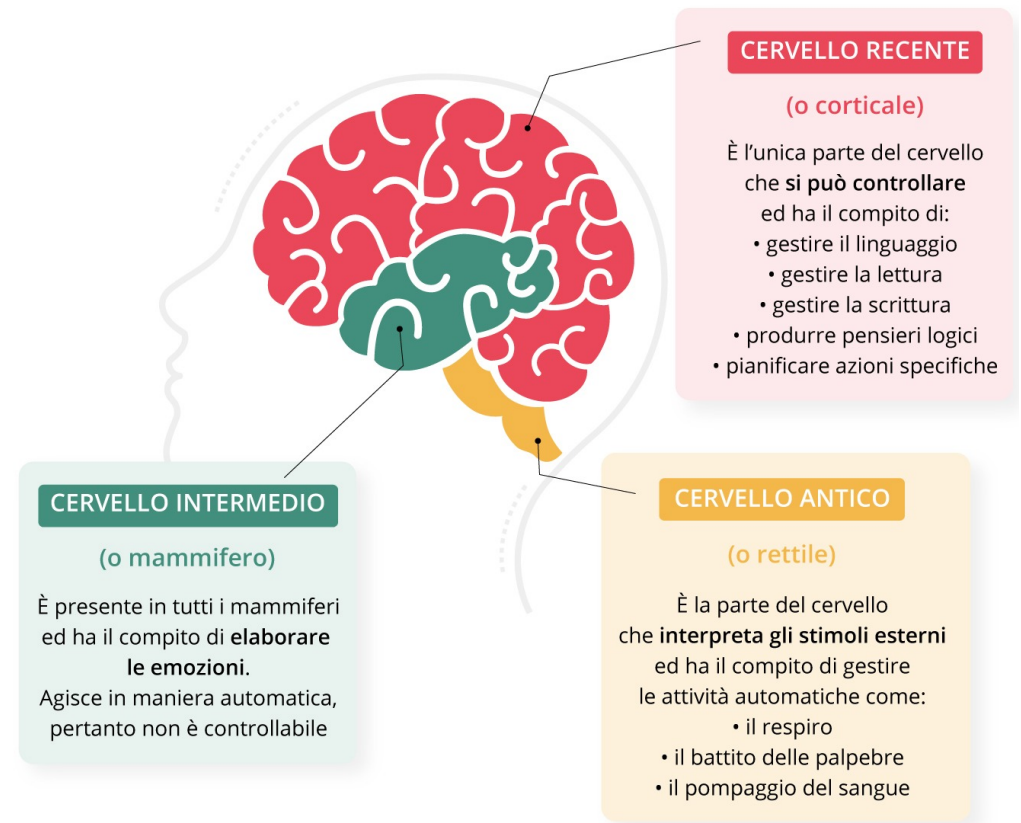 CERVELLO RECENTE
(o corticale)
È l'unica parte del cervello
che si può controllare
ed ha il compito di:
• gestire il linguaggio
• gestire la lettura
• gestire la scrittura
• produrre pensieri logici
• pianificare azioni specifiche
CERVELLO INTERMEDIO
(o mammifero)
È presente in tutti i mammiferi
ed ha il compito di elaborare
le emozioni.
Agisce in maniera automatica,
pertanto non è controllabile
CERVELLO ANTICO
(o rettile)
È la parte del cervello
che interpreta gli stimoli esterni
ed ha il compito di gestire
le attività automatiche come:
• il respiro
• il battito delle palpebre
• il pompaggio del sangue